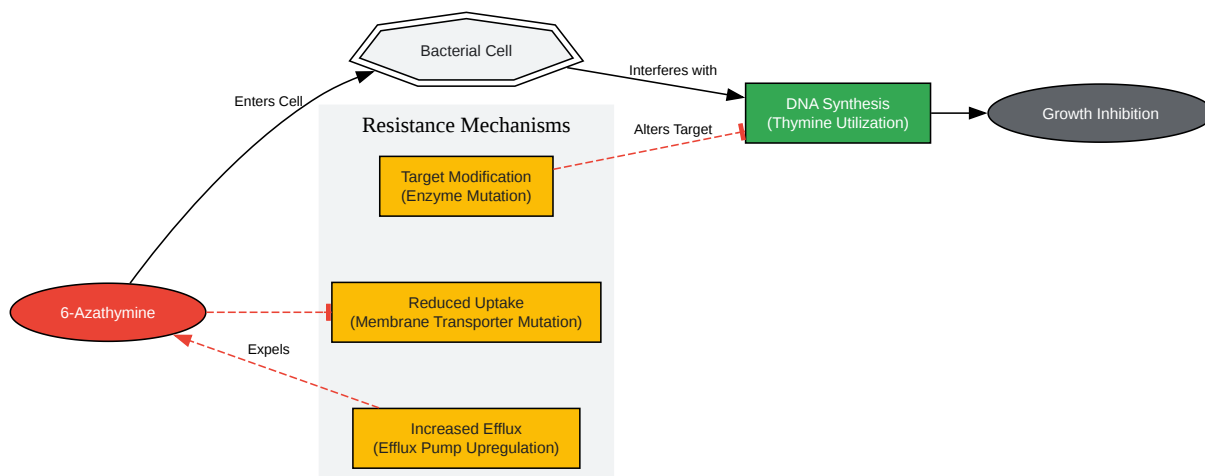 Bacterial Cell
Enters Cell
Interferes with
DNA Synthesis
(Thymine Utilization)
Growth Inhibition
Resistance Mechanisms
Alters Target
Target Modification
(Enzyme Mutation)
6-Azathymine
Reduced Uptake
(Membrane Transporter Mutation)
Expels
Increased Efflux
(Efflux Pump Upregulation)